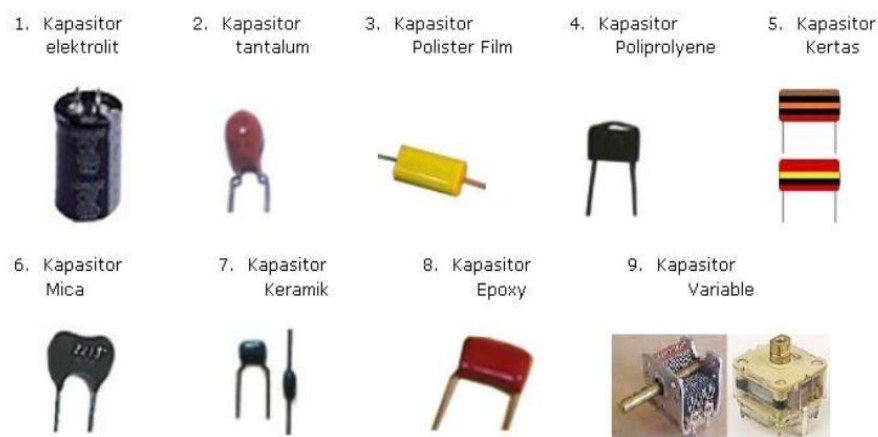 1. Kapasitor
elektrolit
2. Kapasitor
tantalum
3. Kapasitor
Polister Film
4. Kapasitor
Poliprolyene
5. Kapasitor
Kertas
6. Kapasitor
Mica
7. Kapasitor
Keramik
8. Kapasitor
Epoxy
9. Kapasitor
Variable